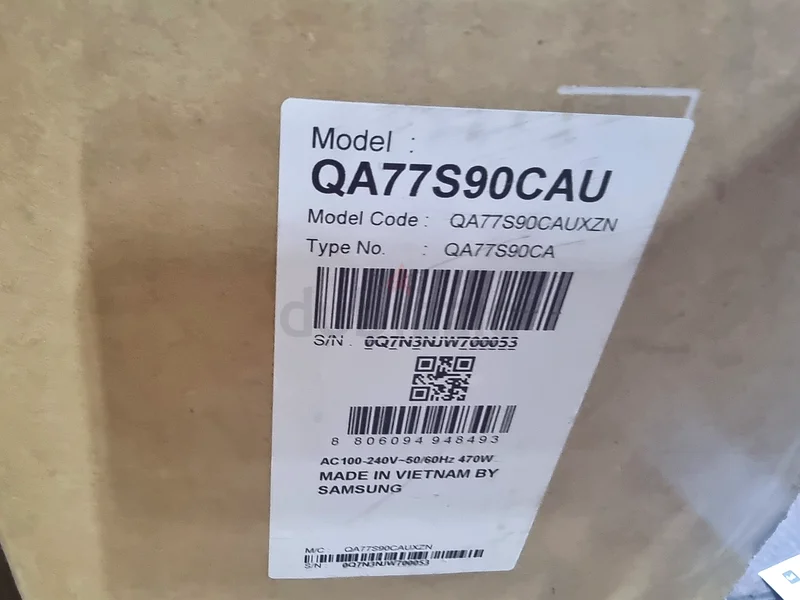 Model :
QA77S90CAU
Model Code : QA77S90CAUXZN
Type No. : QA77S90CA
S/N : 0Q7N3NJW700053
8 806094 948493
AC100-240V~50/60Hz 470W
MADE IN VIETNAM BY
SAMSUNG
M/C QA77S90CAUXZN
S/N 0Q7N3NJW700053